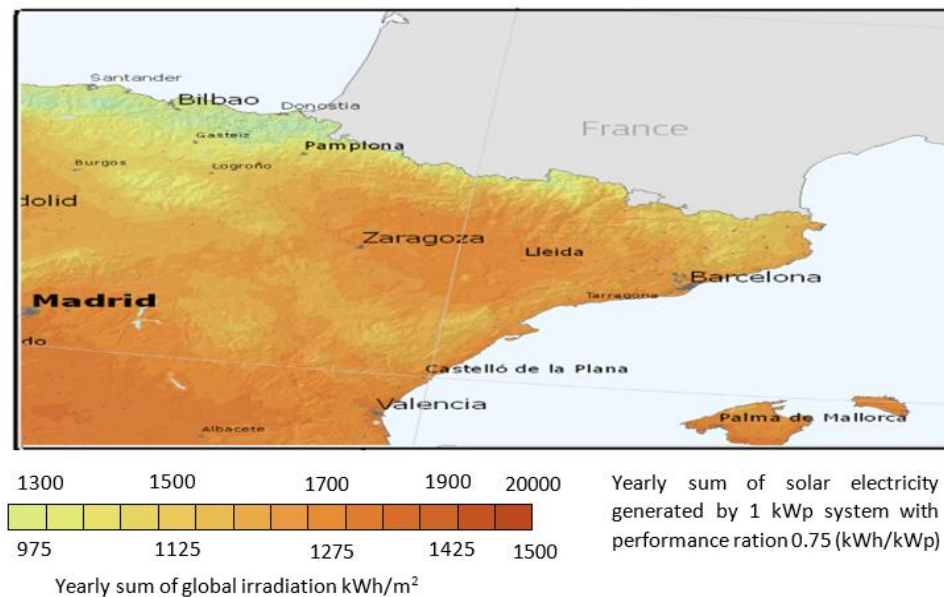 Santander
Bilbao
Donostia
France
Gasteiz
Pamplona
Burgos
Logroño
dolid
Zaragoza
Lleida
Barcelona
Madrid
Tarragona
do
Castelló de la Plana
Valencia
Palma de Mallorca
Albacete
1300 1500 1700 1900 20000
975 1125 1275 1425 1500
Yearly sum of global irradiation kWh/m²
Yearly sum of solar electricity
generated by 1 kWp system with
performance ration 0.75 (kWh/kWp)